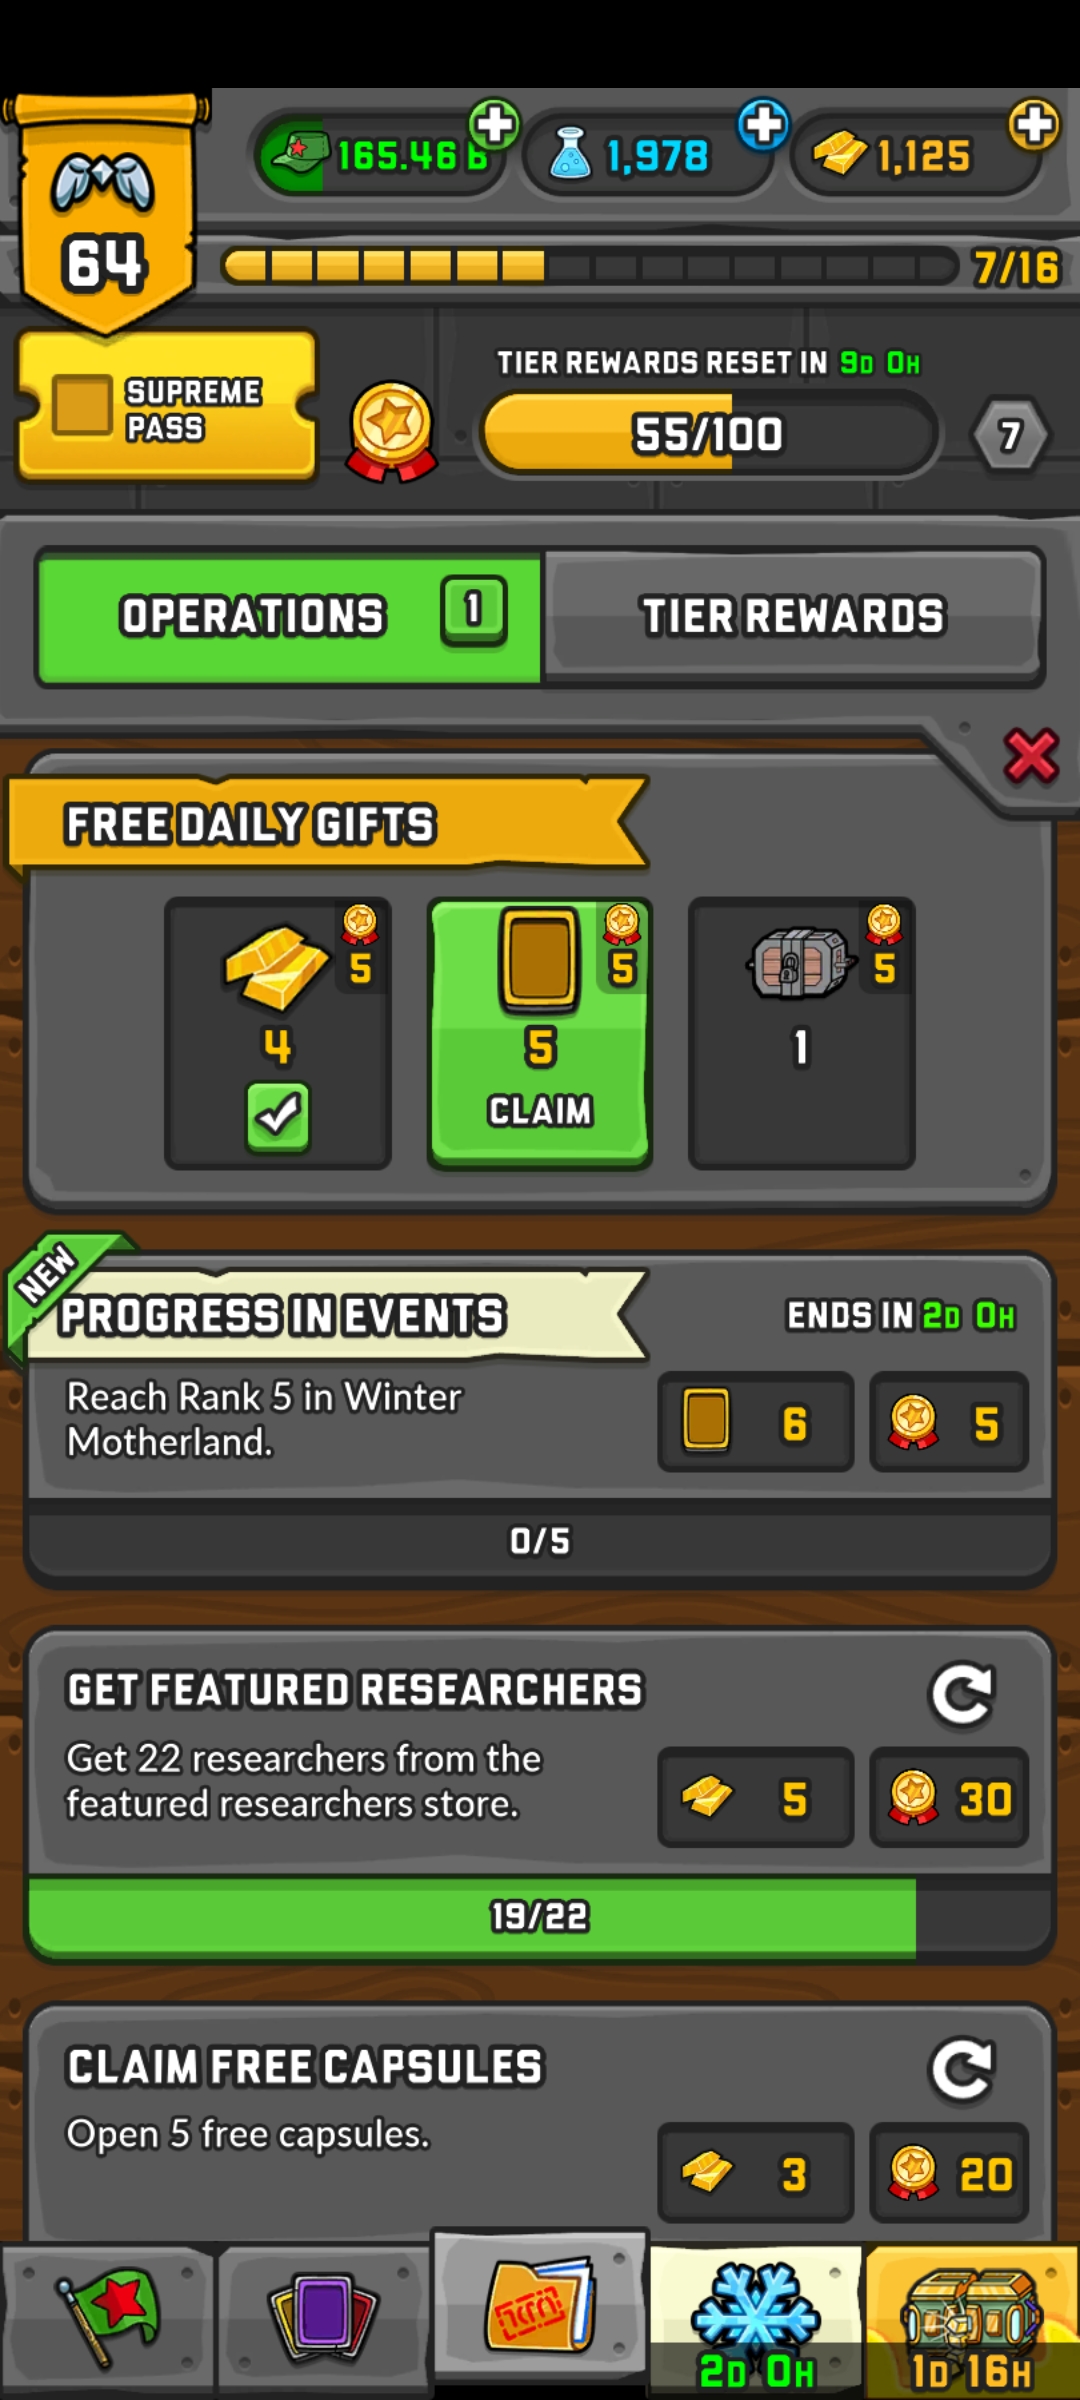 165.46 B
1,978
1,125
64
7/16
SUPREME
PASS
TIER REWARDS RESET IN 9D 0H
55/100
7
OPERATIONS 1
TIER REWARDS
FREE DAILY GIFTS
5
5
5
4
5
1
CLAIM
NEW
PROGRESS IN EVENTS
ENDS IN 2D 0H
Reach Rank 5 in Winter
Motherland.
6
5
0/5
GET FEATURED RESEARCHERS
Get 22 researchers from the
featured researchers store.
5
30
19/22
CLAIM FREE CAPSULES
Open 5 free capsules.
3
20
2D 0H
1D 16H